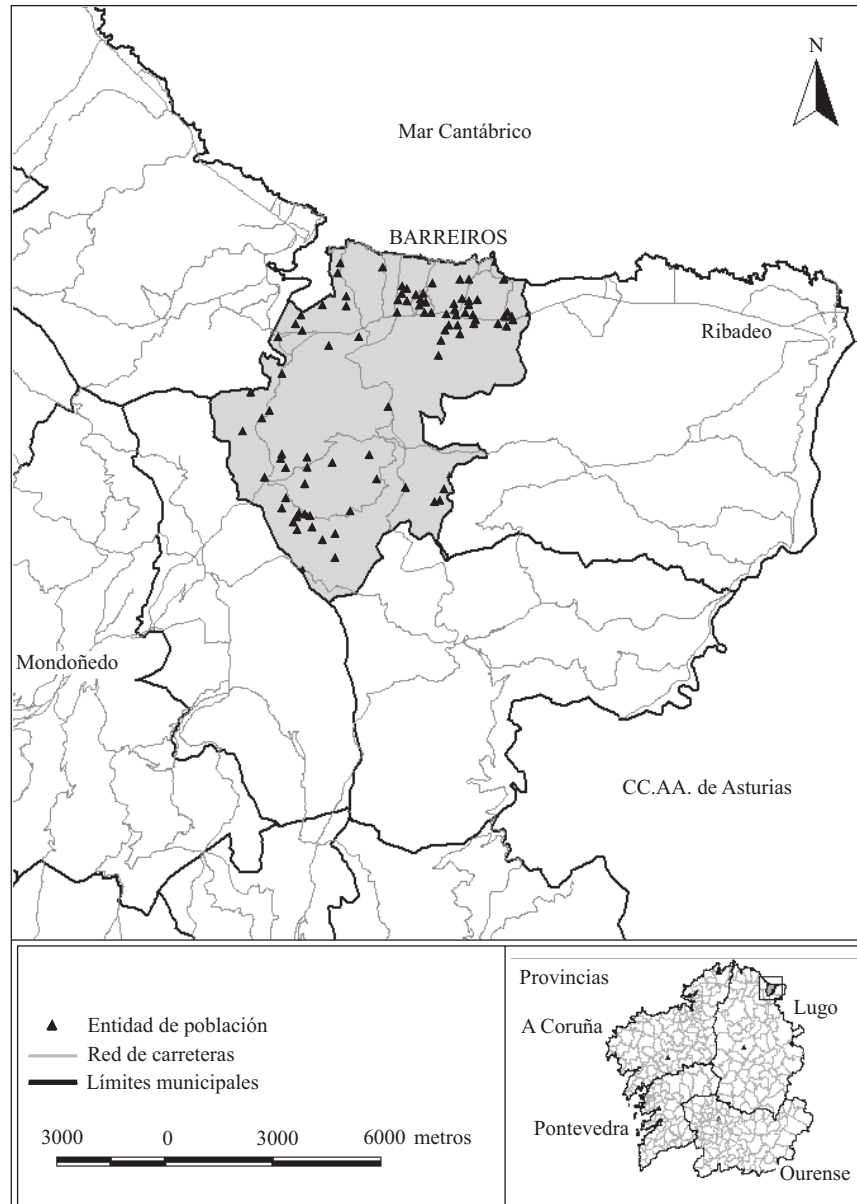 N
Mar Cantábrico
BARREIROS
Ribadeo
Mondoñedo
CC.AA. de Asturias
Entidad de población
Red de carreteras
Límites municipales
3000 0 3000 6000 metros
Provincias
Lugo
A Coruña
Pontevedra
Ourense